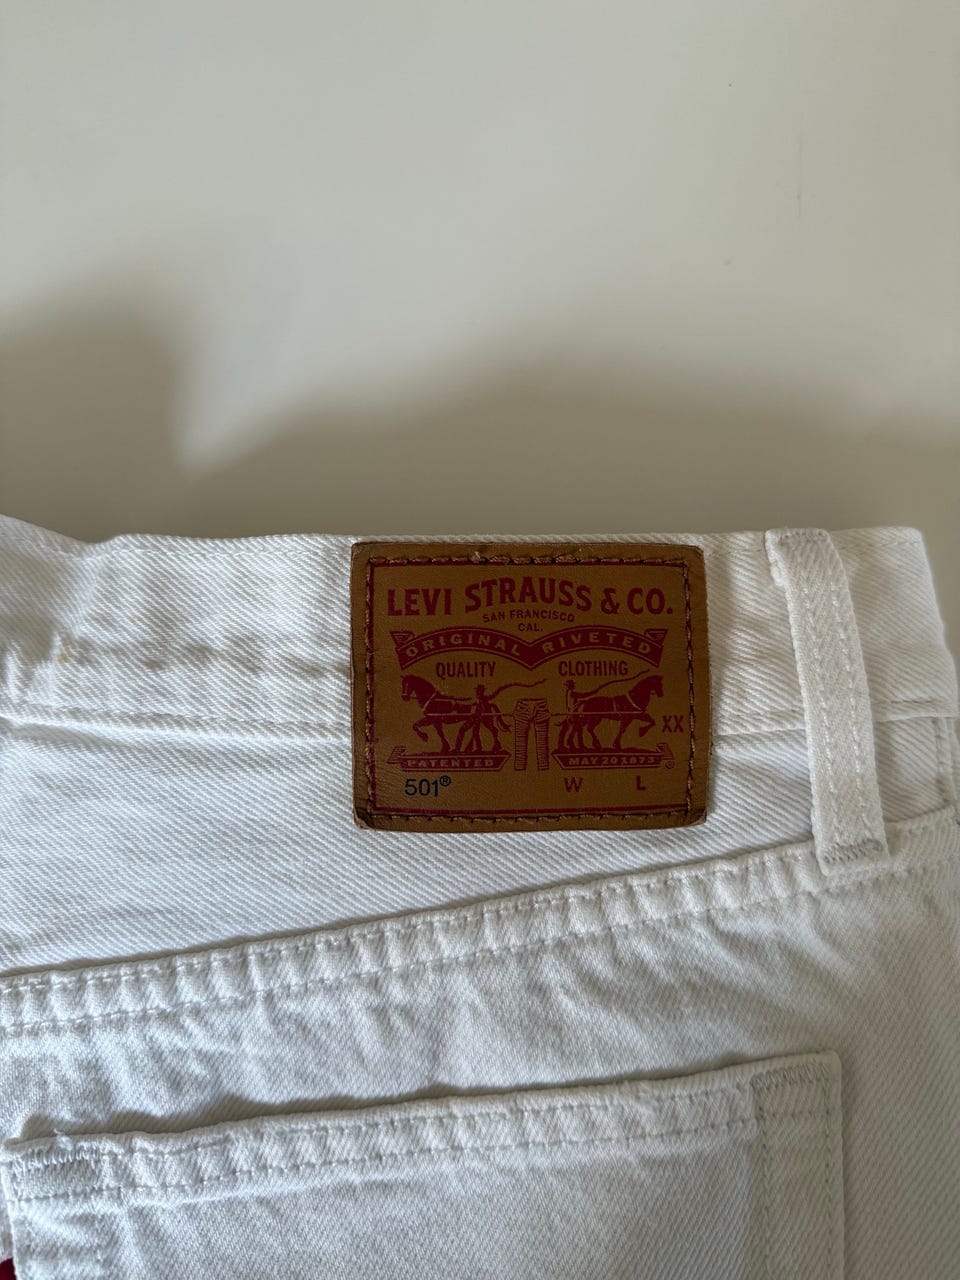 LEVI STRAUSS & CO.
SAN FRANCISCO
CAL.
ORIGINAL RIVETED
QUALITY CLOTHING
XX
PATENTED MAY 20 1873
501® W L